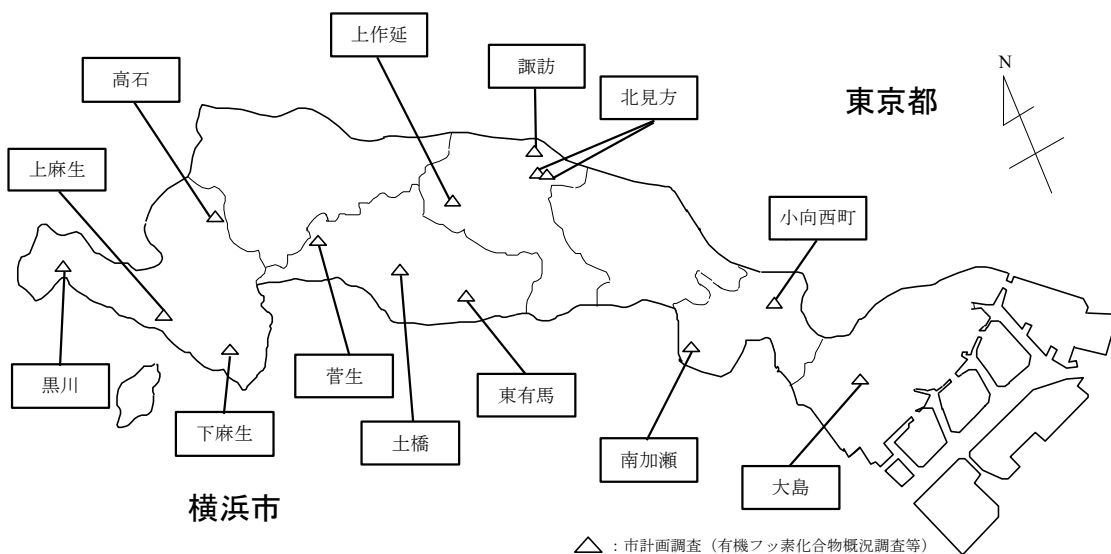 上作延
諏訪
高石
北見方
東京都
N
上麻生
小向西町
黒川
菅生
東有馬
下麻生
土橋
南加瀬
大島
横浜市
△:市計画調査(有機フッ素化合物概況調査等)